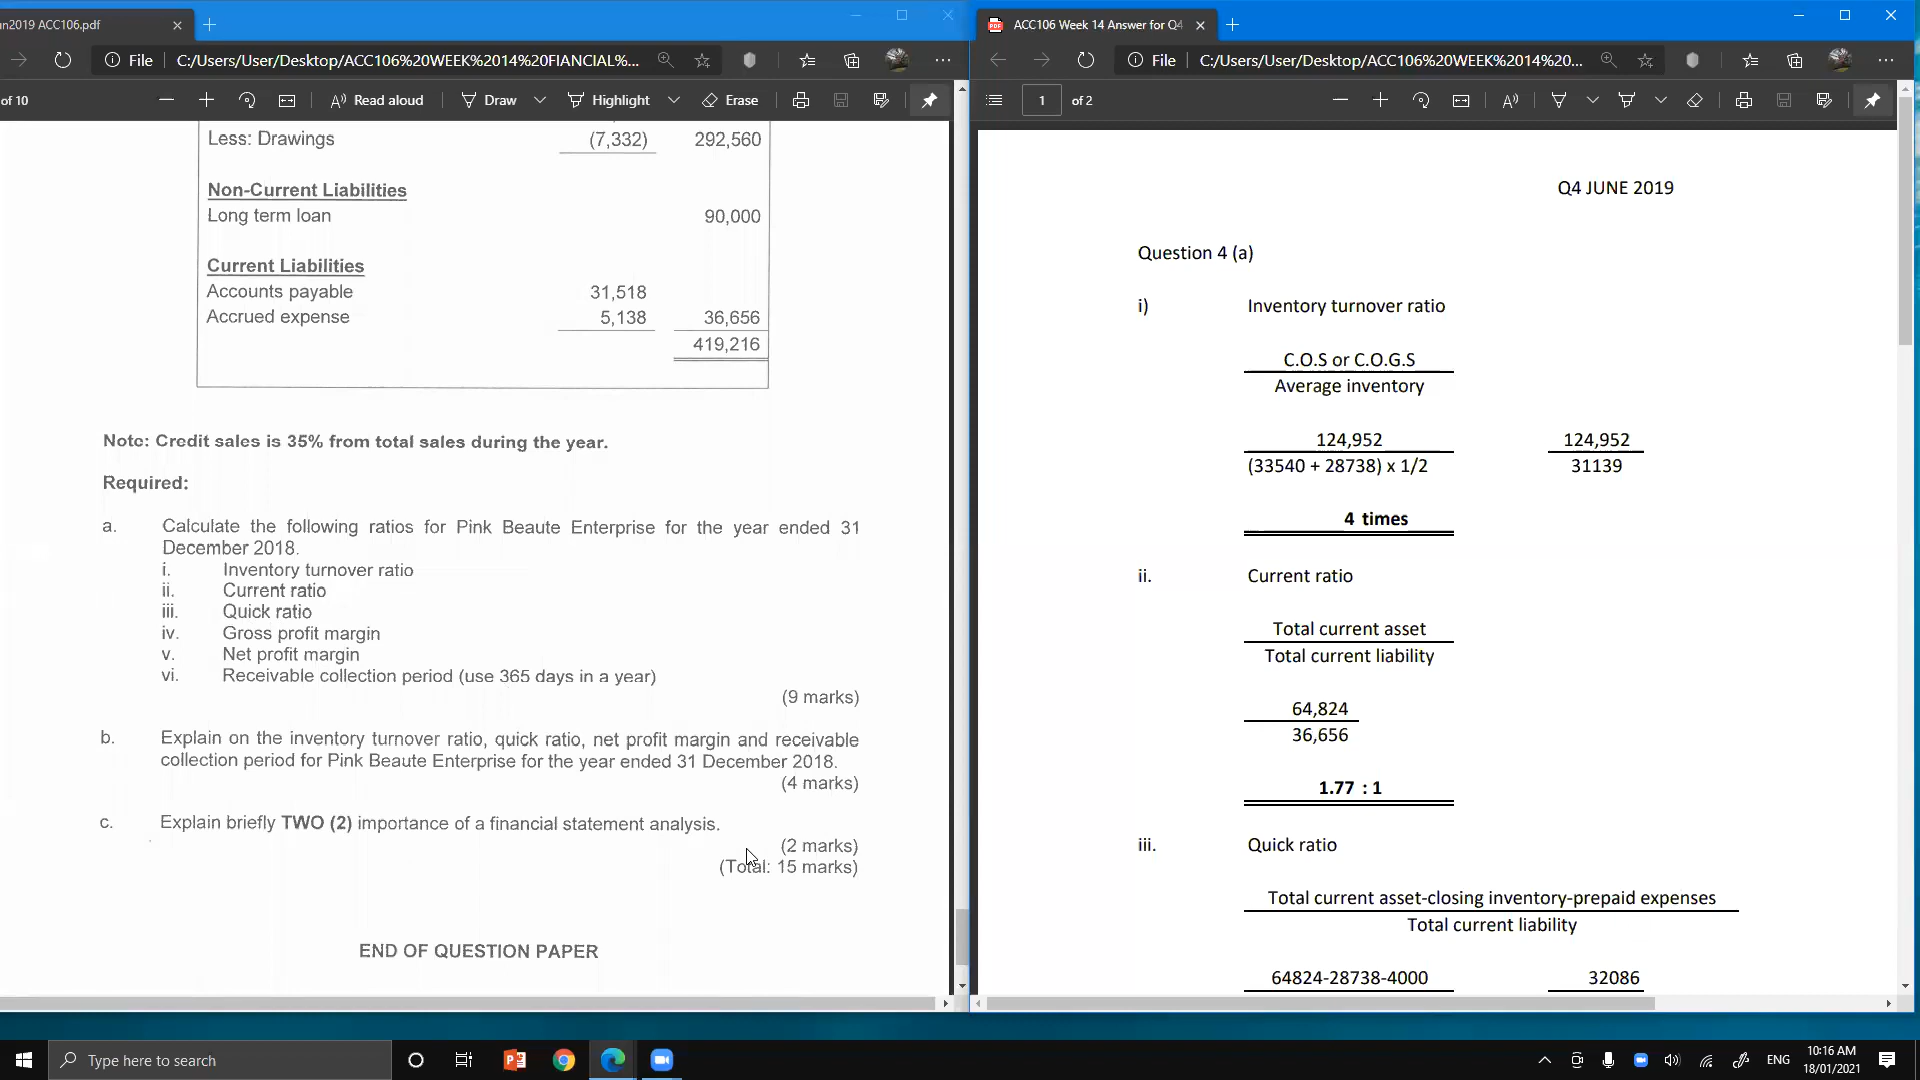 un2019 ACC106.pdf
File C:/Users/User/Desktop/ACC106%20WEEK%2014%20FIANCIAL%...
of 10
Read aloud Draw Highlight Erase
Less: Drawings (7,332) 292,560
Non-Current Liabilities
Long term loan 90,000
Current Liabilities
Accounts payable 31,518
Accrued expense 5,138 36,656
419,216
Note: Credit sales is 35% from total sales during the year.
Required:
a. Calculate the following ratios for Pink Beaute Enterprise for the year ended 31
December 2018.
i. Inventory turnover ratio
ii. Current ratio
iii. Quick ratio
iv. Gross profit margin
v. Net profit margin
vi. Receivable collection period (use 365 days in a year)
(9 marks)
b. Explain on the inventory turnover ratio, quick ratio, net profit margin and receivable
collection period for Pink Beaute Enterprise for the year ended 31 December 2018.
(4 marks)
c. Explain briefly TWO (2) importance of a financial statement analysis.
(2 marks)
(Total: 15 marks)
END OF QUESTION PAPER
ACC106 Week 14 Answer for Q4
File C:/Users/User/Desktop/ACC106%20WEEK%2014%20...
1 of 2
Q4 JUNE 2019
Question 4 (a)
i) Inventory turnover ratio
C.O.S or C.O.G.S
Average inventory
124,952 124,952
(33540 + 28738) x 1/2 31139
4 times
ii. Current ratio
Total current asset
Total current liability
64,824
36,656
1.77 : 1
iii. Quick ratio
Total current asset-closing inventory-prepaid expenses
Total current liability
64824-28738-4000 32086
Type here to search
ENG
10:16 AM
18/01/2021